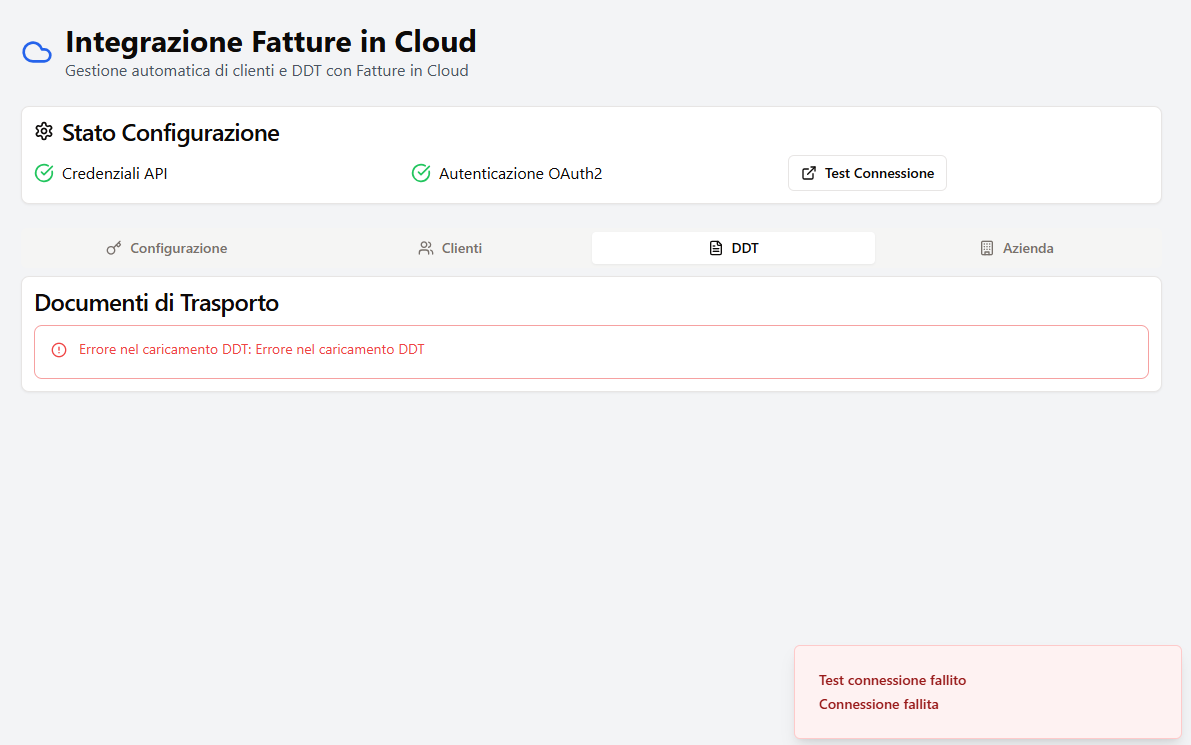 Integrazione Fatture in Cloud
Gestione automatica di clienti e DDT con Fatture in Cloud
Stato Configurazione
Credenziali API
Autenticazione OAuth2
Test Connessione
Configurazione
Clienti
DDT
Azienda
Documenti di Trasporto
Errore nel caricamento DDT: Errore nel caricamento DDT
Test connessione fallito
Connessione fallita